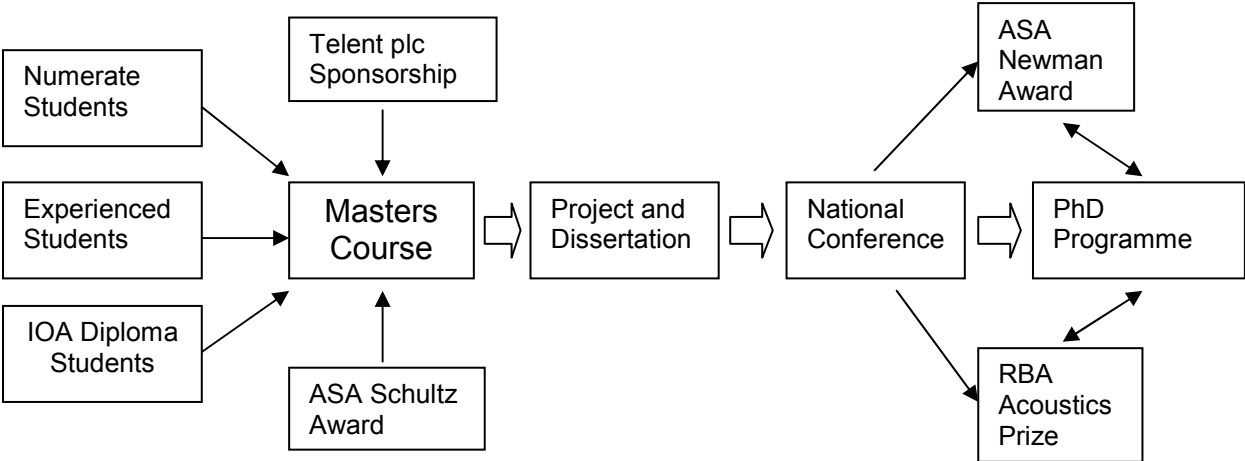 Numerate
Students
Experienced
Students
IOA Diploma
Students
Telent plc
Sponsorship
Masters
Course
ASA Schultz
Award
Project and
Dissertation
National
Conference
ASA
Newman
Award
PhD
Programme
RBA
Acoustics
Prize